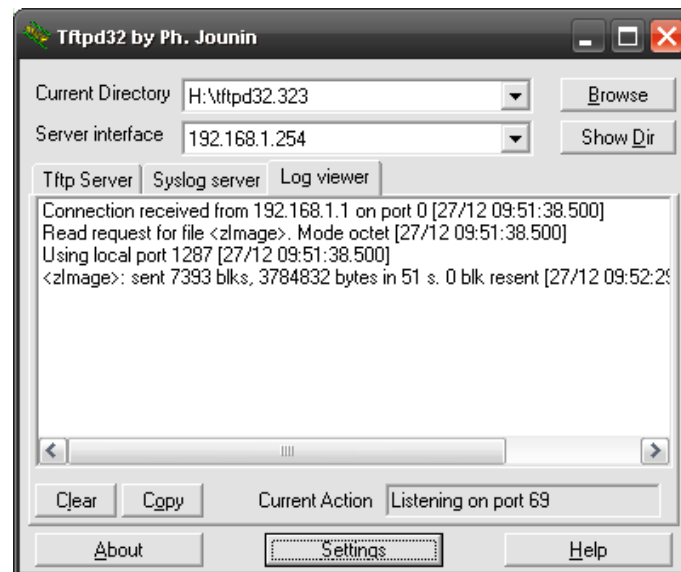 Tftpd32 by Ph. Jounin
Current Directory H:\tftpd32.323 Browse
Server interface 192.168.1.254 Show Dir
Tftp Server Syslog server Log viewer
Connection received from 192.168.1.1 on port 0 [27/12 09:51:38.500]
Read request for file <zImage>. Mode octet [27/12 09:51:38.500]
Using local port 1287 [27/12 09:51:38.500]
<zImage>: sent 7393 blks, 3784832 bytes in 51 s. 0 blk resent [27/12 09:52:29
Clear Copy Current Action Listening on port 69
About Settings Help